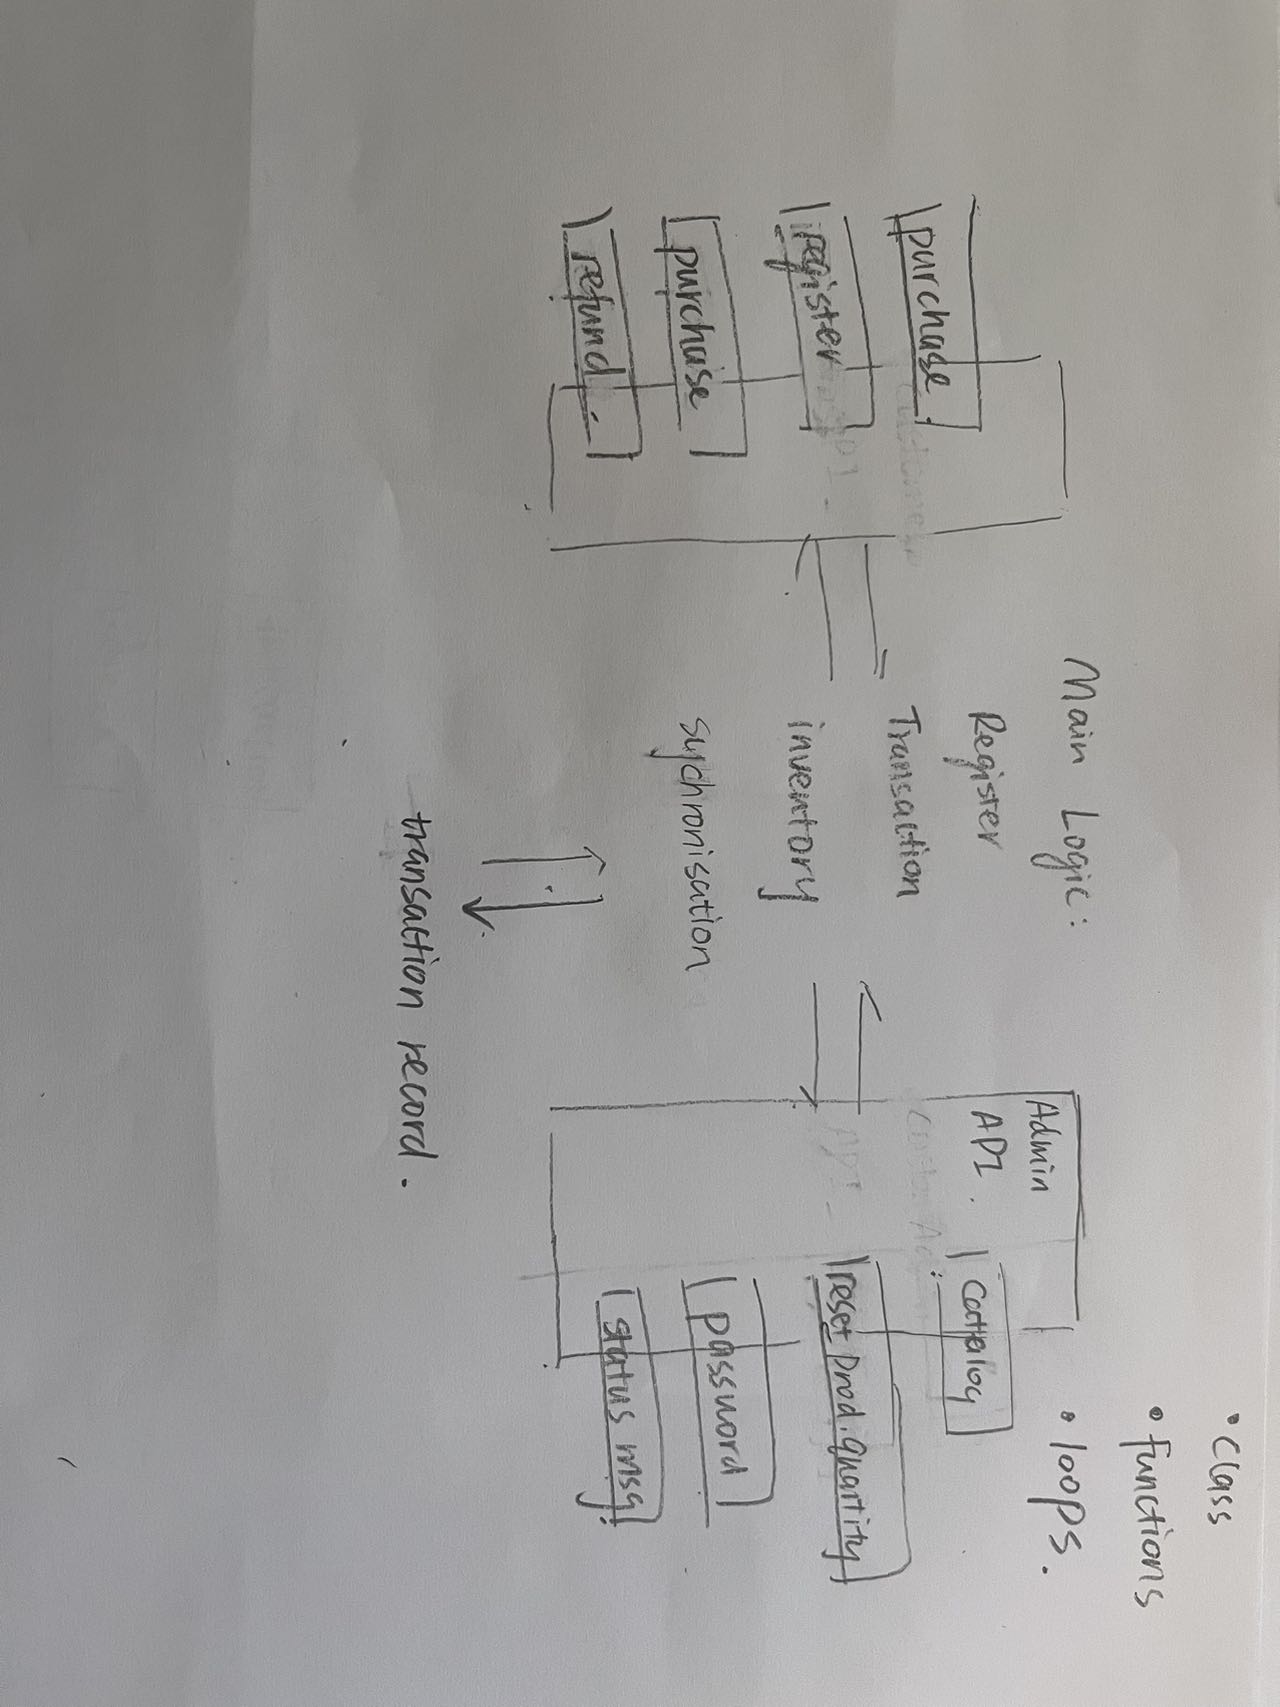 • Class
• functions
• loops.
Main Logic:
Register
Transaction
inventory
sychronisation
purchase.
register
purchase
refund.
Admin
API.
Catalog
reset prod. quantity
password
status msg.
transaction record.